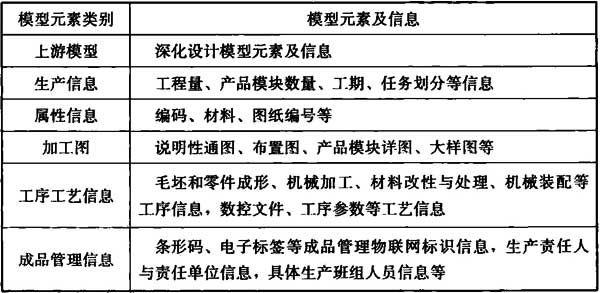 模型元素类别 模型元素及信息
上游模型 深化设计模型元素及信息
生产信息 工程量、产品模块数量、工期、任务划分等信息
属性信息 编码、材料、图纸编号等
加工图 说明性通图、布置图、产品模块详图、大样图等
工序工艺信息 毛坯和零件成形、机械加工、材料改性与处理、机械装配等
工序信息，数控文件、工序参数等工艺信息
成品管理信息 条形码、电子标签等成品管理物联网标识信息，生产责任人
与责任单位信息，具体生产班组人员信息等